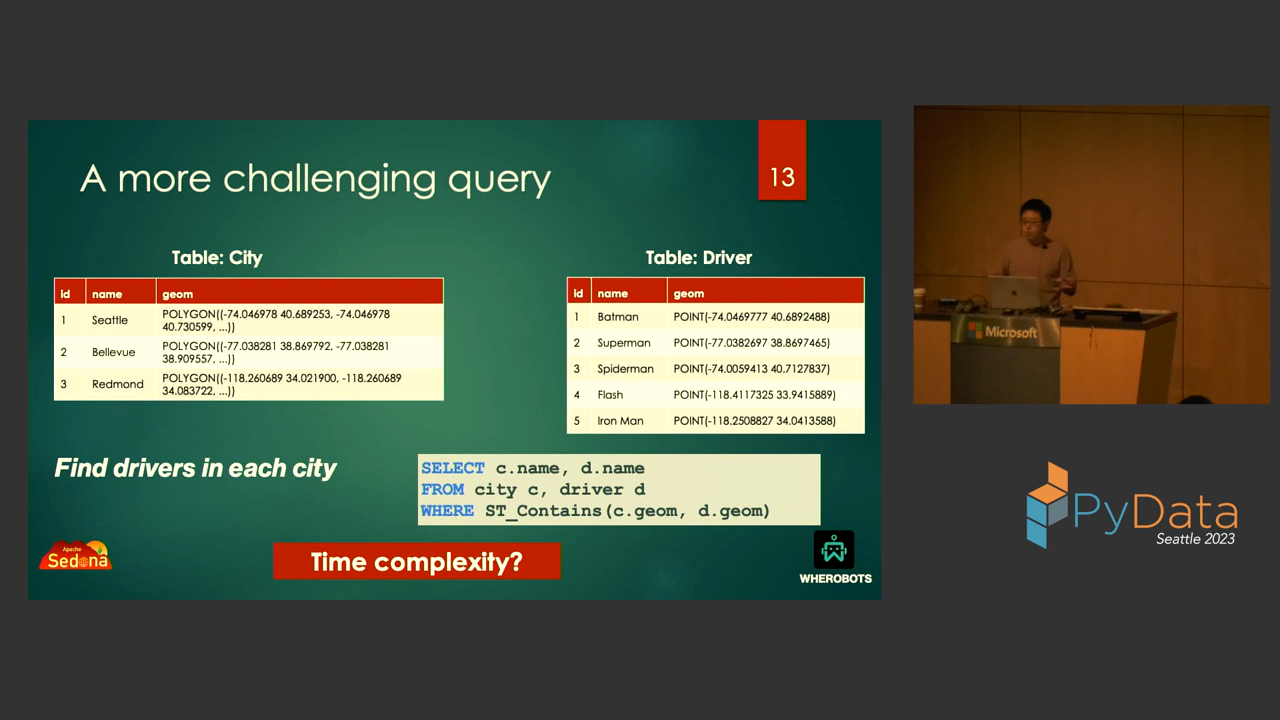 A more challenging query
13
Table: City
id name geom
1 Seattle POLYGON((-74.046978 40.689253, -74.046978
40.730599, ...))
2 Bellevue POLYGON((-77.038281 38.869792, -77.038281
38.909557, ...))
3 Redmond POLYGON((-118.260689 34.021900, -118.260689
34.083722, ...))
Table: Driver
id name geom
1 Batman POINT(-74.0469777 40.6892488)
2 Superman POINT(-77.0382697 38.8697465)
3 Spiderman POINT(-74.0059413 40.7127837)
4 Flash POINT(-118.4117325 33.9415889)
5 Iron Man POINT(-118.2508827 34.0413588)
Find drivers in each city
SELECT c.name, d.name
FROM city c, driver d
WHERE ST_Contains(c.geom, d.geom)
Time complexity?
Apache
Sedona
WHEROBOTS
Microsoft
PyData
Seattle 2023